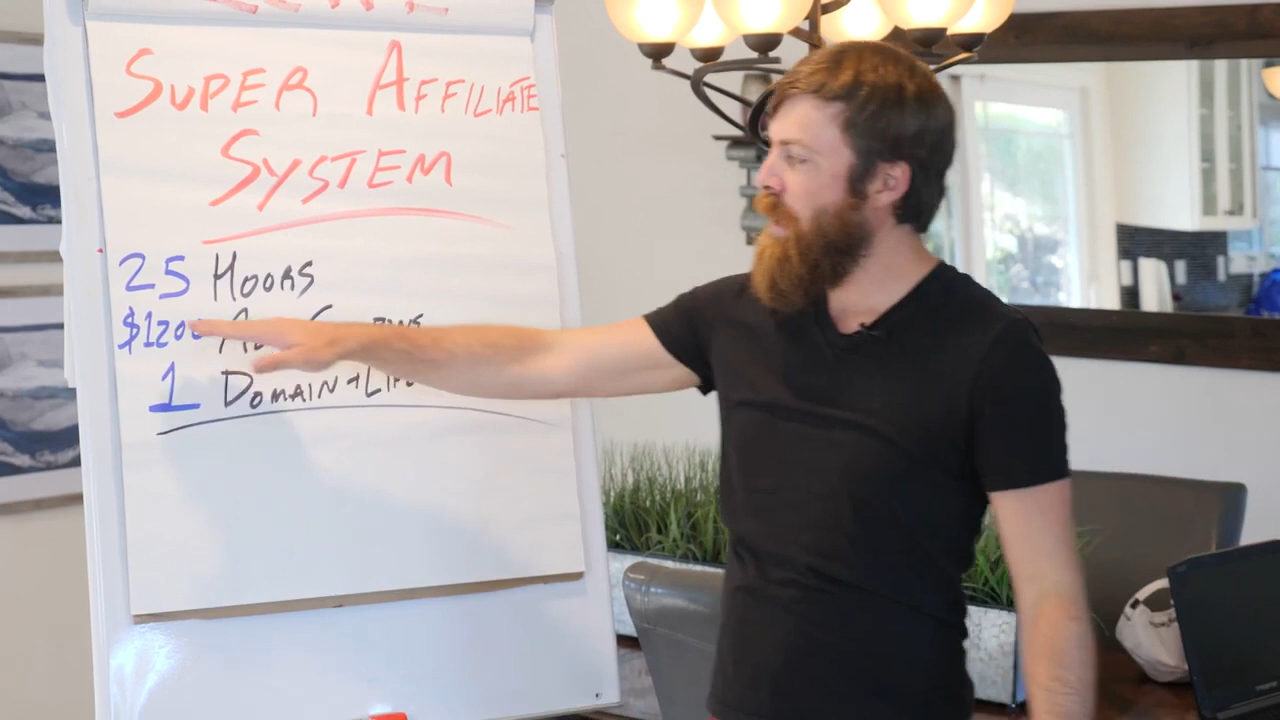 SUPER AFFILIATE
SYSTEM
25 HOURS
$120
1 DOMAIN +